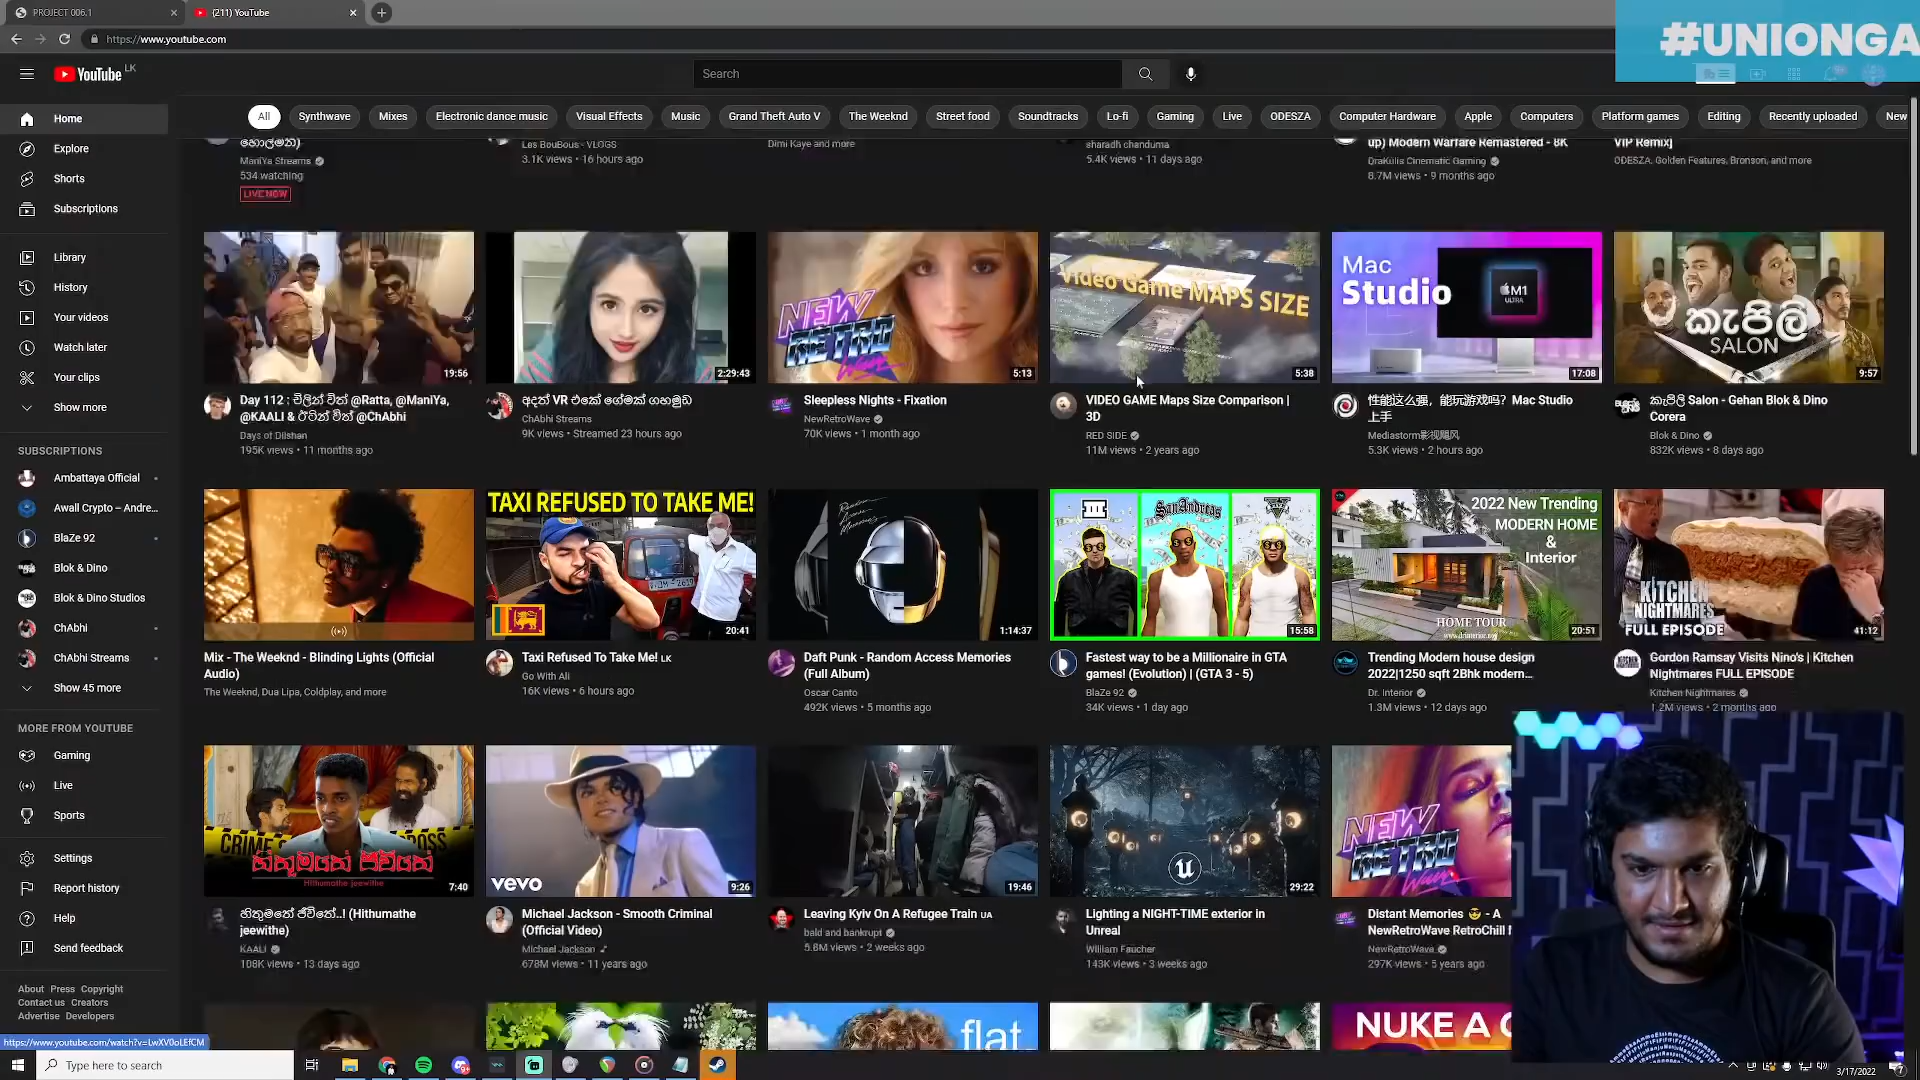 PROJECT 006.1
(211) YouTube
https://www.youtube.com
#UNIONGA
YouTube LK
Search
All
Synthwave
Mixes
Electronic dance music
Visual Effects
Music
Grand Theft Auto V
The Weeknd
Street food
Soundtracks
Lo-fi
Gaming
Live
ODESZA
Computer Hardware
Apple
Computers
Platform games
Editing
Recently uploaded
New
Home
Explore
Shorts
Subscriptions
Library
History
Your videos
Watch later
Your clips
Show more
SUBSCRIPTIONS
Ambattaya Official
Awall Crypto – Andre...
BlaZe 92
Blok & Dino
Blok & Dino Studios
ChAbhi
ChAbhi Streams
Show 45 more
MORE FROM YOUTUBE
Gaming
Live
Sports
Settings
Report history
Help
Send feedback
About Press Copyright
Contact us Creators
Advertise Developers
https://www.youtube.com/watch?v=LwXV0oLEfCM
ManiYa Streams
534 watching
LIVE NOW
Les BouBous - VLOGS
3.1K views • 16 hours ago
Dimi Kaye and more
sharadh chanduma
5.4K views • 11 days ago
up) Modern Warfare Remastered - 8K
Drakulis Cinematic Gaming
8.7M views • 9 months ago
VIP Remix]
ODESZA, Golden Features, Bronson, and more
19:56
Day 112 : චිලින් විත් @Ratta, @ManiYa,
@KAALI & ඊටින් විත් @ChAbhi
Days of Dilshan
195K views • 11 months ago
2:29:43
අදත් VR එකේ ගේමක් ගහමුඩ
ChAbhi Streams
9K views • Streamed 23 hours ago
NEW
RETRO
Wave
5:13
Sleepless Nights - Fixation
NewRetroWave
70K views • 1 month ago
Video Game MAPS SIZE
5:38
VIDEO GAME Maps Size Comparison |
3D
RED SIDE
11M views • 2 years ago
Mac
Studio
M1
ULTRA
17:08
性能这么强，能玩游戏吗？Mac Studio
上手
Mediastorm影视飓风
5.3K views • 2 hours ago
කැපිලි
SALON
9:57
කැපිලි Salon - Gehan Blok & Dino
Corera
Blok & Dino
832K views • 8 days ago
Mix - The Weeknd - Blinding Lights (Official
Audio)
The Weeknd, Dua Lipa, Coldplay, and more
TAXI REFUSED TO TAKE ME!
20:41
Taxi Refused To Take Me! LK
Go With Ali
16K views • 6 hours ago
Random
Access
Memories
1:14:37
Daft Punk - Random Access Memories
(Full Album)
Oscar Canto
492K views • 5 months ago
III
San Andreas
V
15:58
Fastest way to be a Millionaire in GTA
games! (Evolution) | (GTA 3 - 5)
BlaZe 92
34K views • 1 day ago
2022 New Trending
MODERN HOME
&
Interior
HOME TOUR
20:51
Trending Modern house design
2022|1250 sqft 2Bhk modern...
Dr. Interior
1.3M views • 12 days ago
KITCHEN
NIGHTMARES
FULL EPISODE
41:12
Gordon Ramsay Visits Nino's | Kitchen
Nightmares FULL EPISODE
Kitchen Nightmares
1.2M views • 2 months ago
හිතුමතේ ජීවිතේ
Hithumathe jeewithe
7:40
හිතුමතේ ජීවිතේ..! (Hithumathe
jeewithe)
KAALI
108K views • 13 days ago
vevo
9:26
Michael Jackson - Smooth Criminal
(Official Video)
Michael Jackson
678M views • 11 years ago
19:46
Leaving Kyiv On A Refugee Train UA
bald and bankrupt
5.8M views • 2 weeks ago
29:22
Lighting a NIGHT-TIME exterior in
Unreal
William Faucher
143K views • 3 weeks ago
NEW
RETRO
Wave
Distant Memories 😎 - A
NewRetroWave RetroChill
NewRetroWave
297K views • 5 years ago
flat
NUKE A
Type here to search
3/17/2022